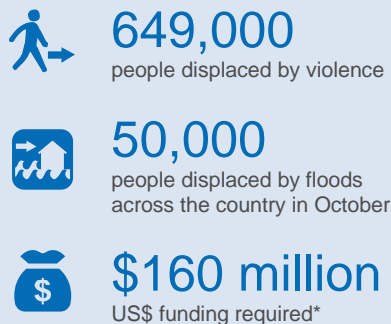 649,000
people displaced by violence
50,000
people displaced by floods
across the country in October
$
$160 million
US$ funding required*